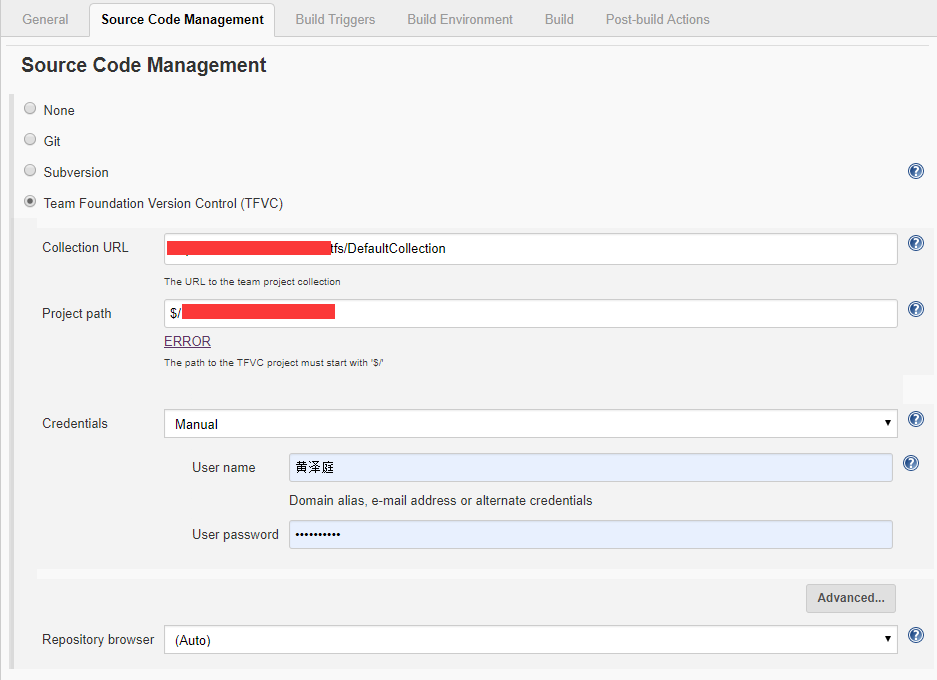 General Source Code Management Build Triggers Build Environment Build Post-build Actions
Source Code Management
None
Git
Subversion
Team Foundation Version Control (TFVC)
Collection URL tfs/DefaultCollection
The URL to the team project collection
Project path $/
ERROR
The path to the TFVC project must start with '$/'
Credentials Manual
User name 黄泽庭
Domain alias, e-mail address or alternate credentials
User password ••••••••••
Advanced...
Repository browser (Auto)